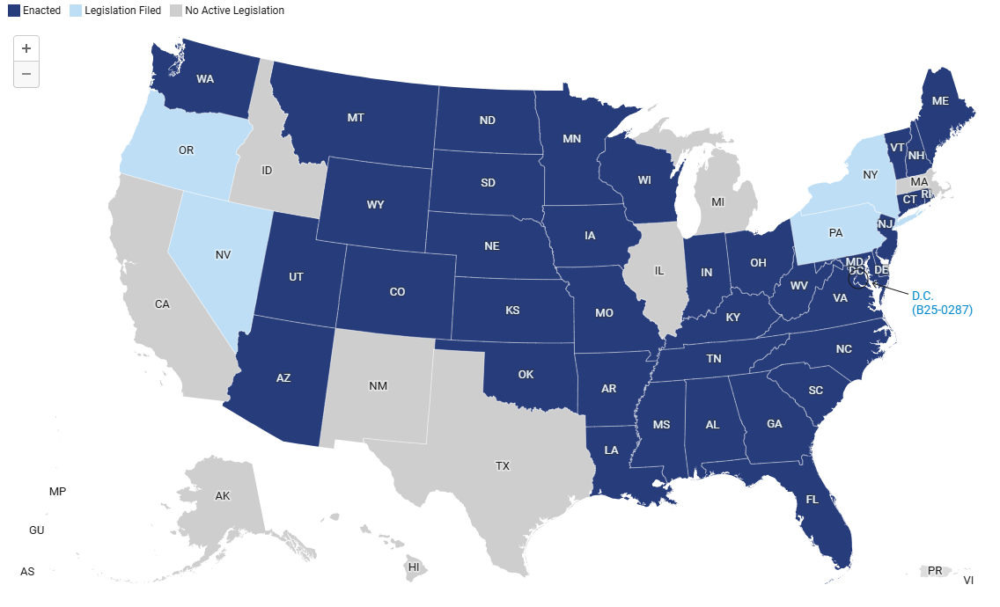 Enacted Legislation Filed No Active Legislation
+
−
WA
MT
ND
MN
ME
OR
ID
SD
WI
VT
NH
NY
MA
WY
MI
CT
RI
IA
PA
NJ
NV
NE
UT
CO
IL
IN
OH
MD
DC
DE
WV
VA
D.C.
(B25-0287)
CA
KS
MO
KY
AZ
NM
OK
AR
TN
NC
SC
MS
AL
GA
LA
TX
FL
MP
AK
GU
AS
HI
PR
VI